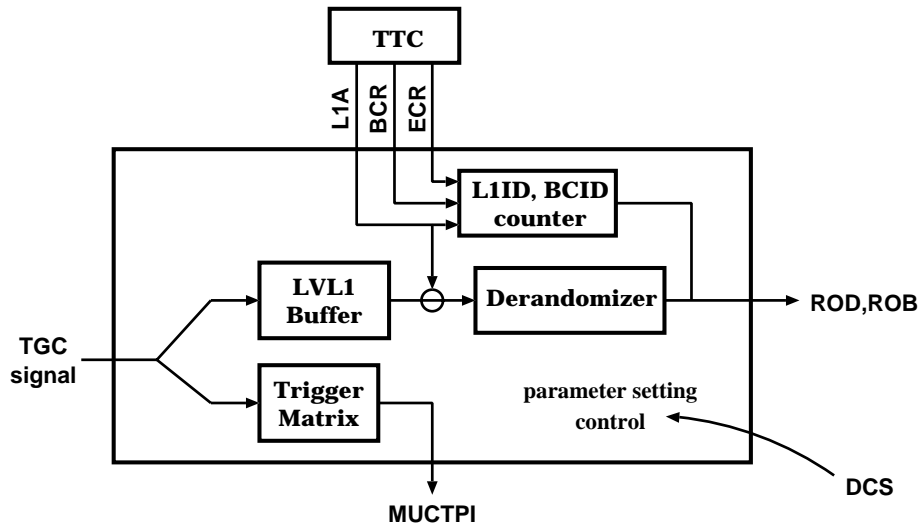 TTC
L1A
BCR
ECR
L1ID, BCID
counter
LVL1
Buffer
Derandomizer
ROD,ROB
TGC
signal
Trigger
Matrix
parameter setting
control
DCS
MUCTPI